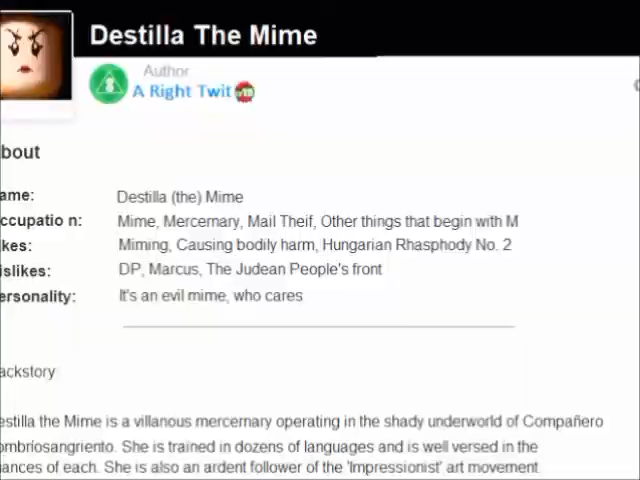 Destilla The Mime
Author
A Right Twit
bout
ame: Destilla (the) Mime
ccupatio n: Mime, Mercernary, Mail Theif, Other things that begin with M
kes: Miming, Causing bodily harm, Hungarian Rhasphody No. 2
islikes: DP, Marcus, The Judean People's front
ersonality: It's an evil mime, who cares
ackstory
estilla the Mime is a villanous mercernary operating in the shady underworld of Compañero
ombriosangriento. She is trained in dozens of languages and is well versed in the
ances of each. She is also an ardent follower of the 'Impressionist' art movement